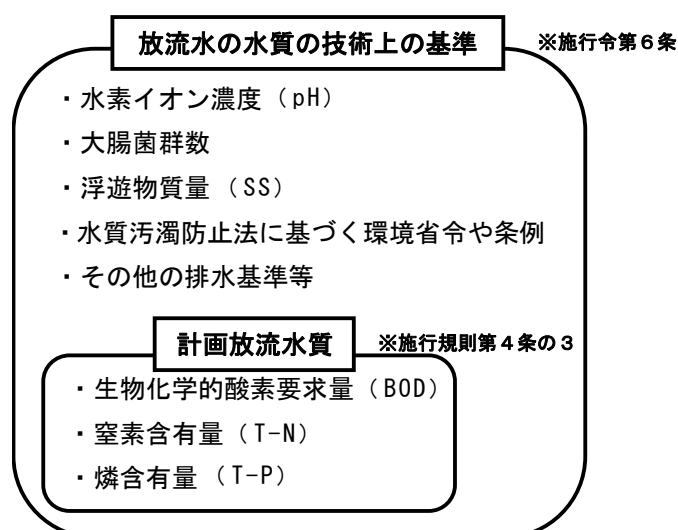 放流水の水質の技術上の基準 ※施行令第６条
・水素イオン濃度（pH）
・大腸菌群数
・浮遊物質量（SS）
・水質汚濁防止法に基づく環境省令や条例
・その他の排水基準等
計画放流水質 ※施行規則第４条の３
・生物化学的酸素要求量（BOD）
・窒素含有量（T-N）
・燐含有量（T-P）